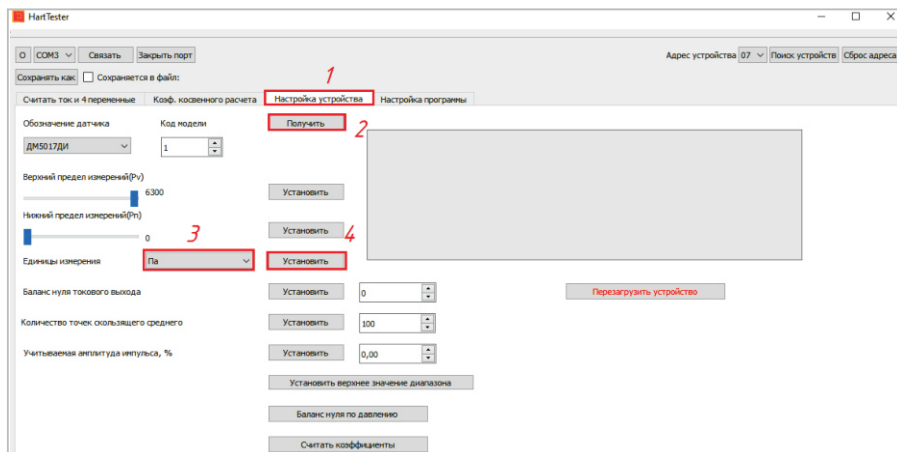 HartTester
О COM3 Связать Закрыть порт Адрес устройства 07 Поиск устройств Сброс адреса
Сохранять как Сохраняется в файл:
1
Считать ток и 4 переменные Коэф. косвенного расчета Настройка устройства Настройка программы
Обозначение датчика Код модели Получить 2
ДМ5017ДИ 1
Верхний предел измерений(Pv)
6300 Установить
Нижний предел измерений(Pn)
0 Установить
3 4
Единицы измерения Па Установить
Баланс нуля токового выхода Установить 0 Перезагрузить устройство
Количество точек скользящего среднего Установить 100
Учитываемая амплитуда импульса, % Установить 0,00
Установить верхнее значение диапазона
Баланс нуля по давлению
Считать коэффициенты